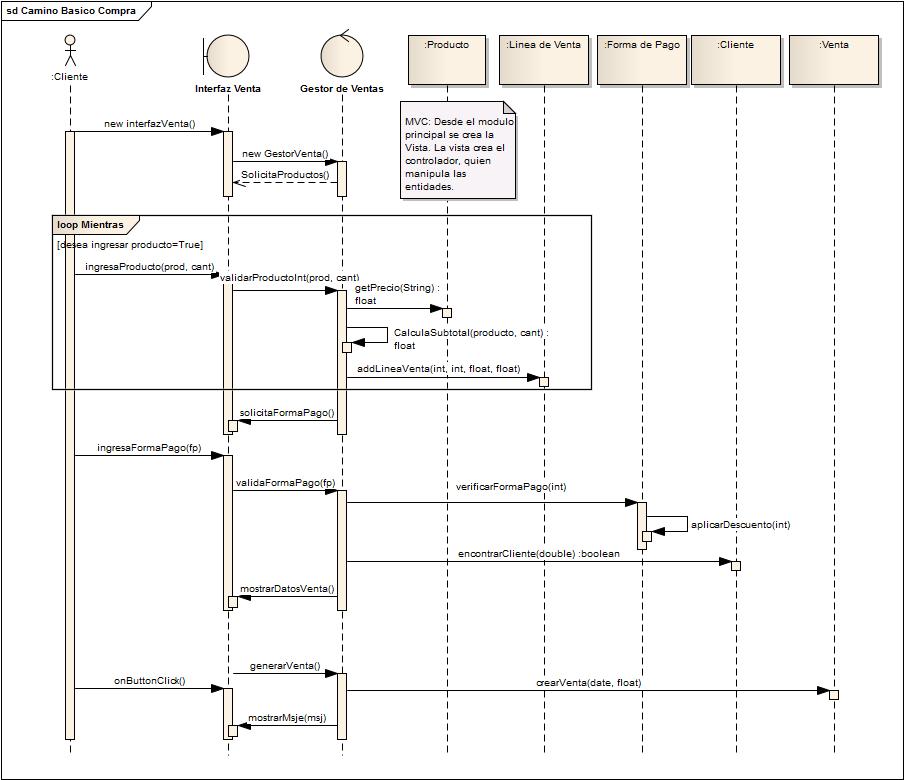 sd Camino Basico Compra
:Cliente
Interfaz Venta
Gestor de Ventas
:Producto
:Linea de Venta
:Forma de Pago
:Cliente
:Venta
MVC: Desde el modulo
principal se crea la
Vista. La vista crea el
controlador, quien
manipula las
entidades.
new interfazVenta()
new GestorVenta()
SolicitaProductos()
loop Mientras
[desea ingresar producto=True]
ingresaProducto(prod, cant)
validarProductoInt(prod, cant)
getPrecio(String) :
float
CalculaSubtotal(producto, cant) :
float
addLineaVenta(int, int, float, float)
solicitaFormaPago()
ingresaFormaPago(fp)
validaFormaPago(fp)
verificarFormaPago(int)
aplicarDescuento(int)
encontrarCliente(double) :boolean
mostrarDatosVenta()
generarVenta()
onButtonClick()
crearVenta(date, float)
mostrarMsje(msj)